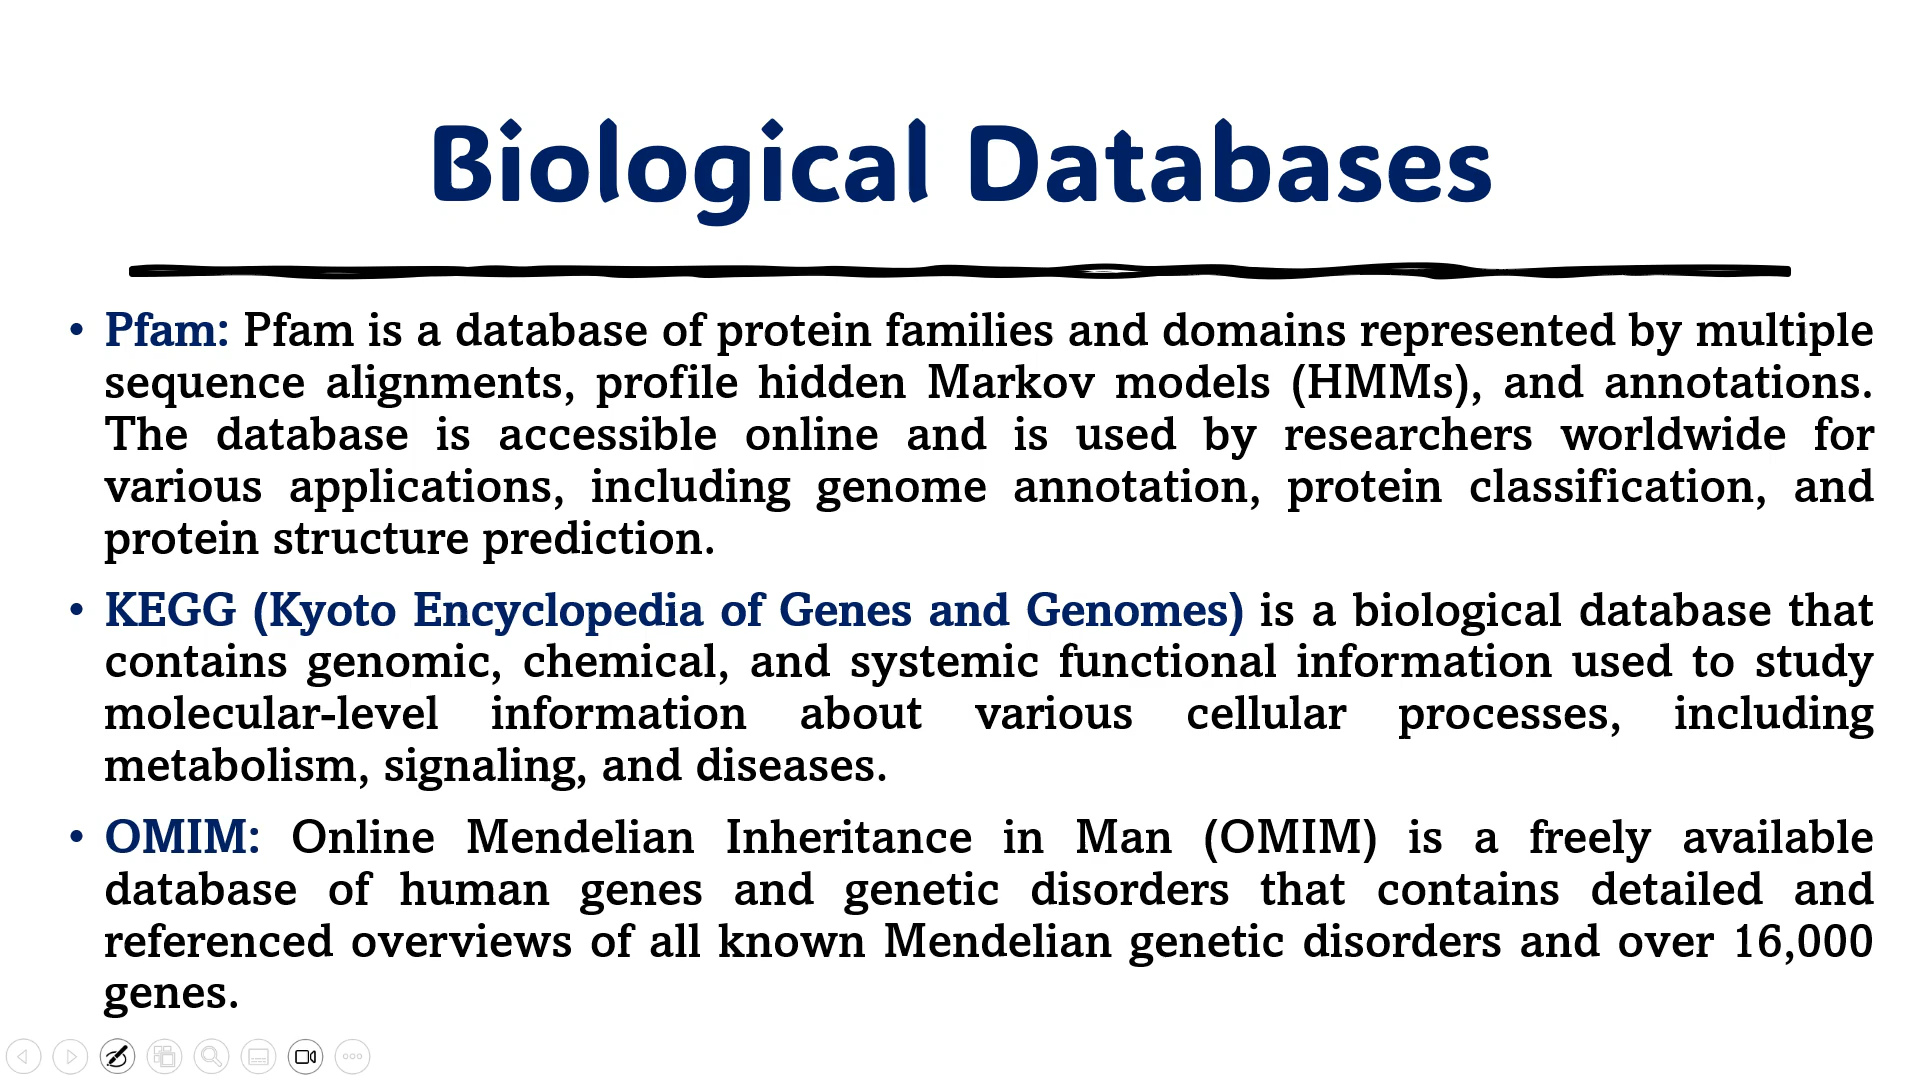 Biological Databases
• Pfam: Pfam is a database of protein families and domains represented by multiple
sequence alignments, profile hidden Markov models (HMMs), and annotations.
The database is accessible online and is used by researchers worldwide for
various applications, including genome annotation, protein classification, and
protein structure prediction.
• KEGG (Kyoto Encyclopedia of Genes and Genomes) is a biological database that
contains genomic, chemical, and systemic functional information used to study
molecular-level information about various cellular processes, including
metabolism, signaling, and diseases.
• OMIM: Online Mendelian Inheritance in Man (OMIM) is a freely available
database of human genes and genetic disorders that contains detailed and
referenced overviews of all known Mendelian genetic disorders and over 16,000
genes.